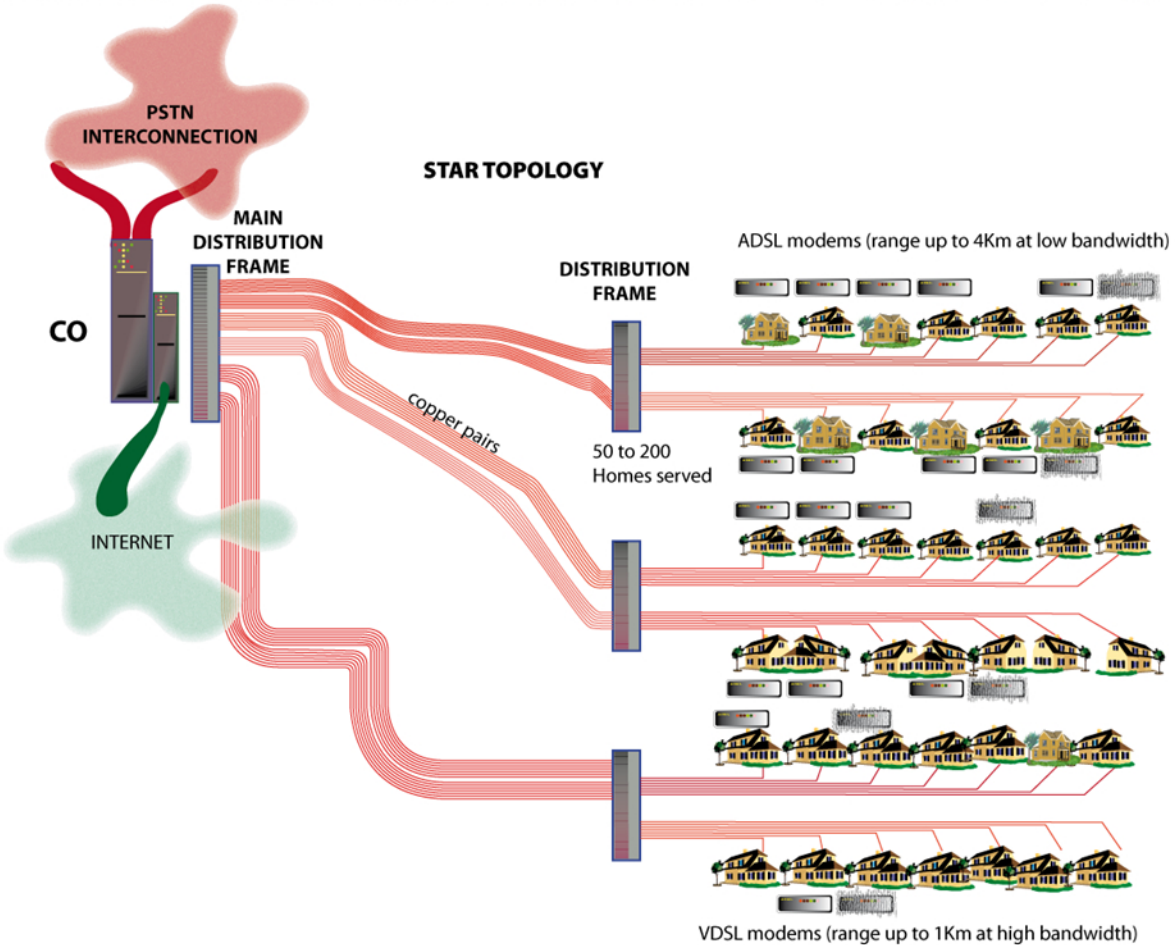 PSTN
INTERCONNECTION
STAR TOPOLOGY
MAIN
DISTRIBUTION
FRAME
ADSL modems (range up to 4Km at low bandwidth)
DISTRIBUTION
FRAME
CO
copper pairs
50 to 200
Homes served
INTERNET
VDSL modems (range up to 1Km at high bandwidth)